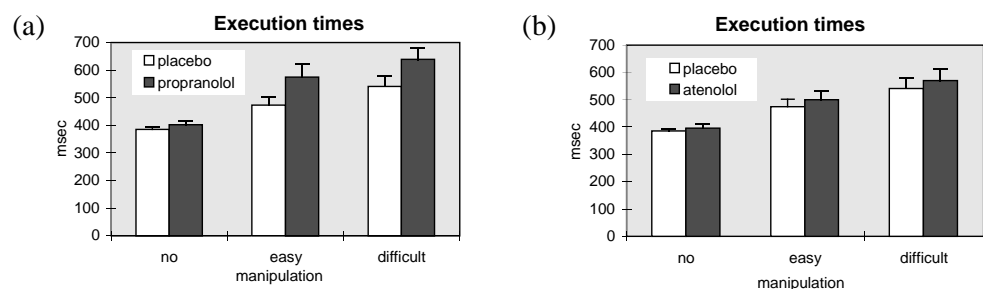 (a)
Execution times
700
600
500
400
300
200
100
0
msec
placebo
propranolol
no
easy
difficult
manipulation
(b)
Execution times
700
600
500
400
300
200
100
0
msec
placebo
atenolol
no
easy
difficult
manipulation